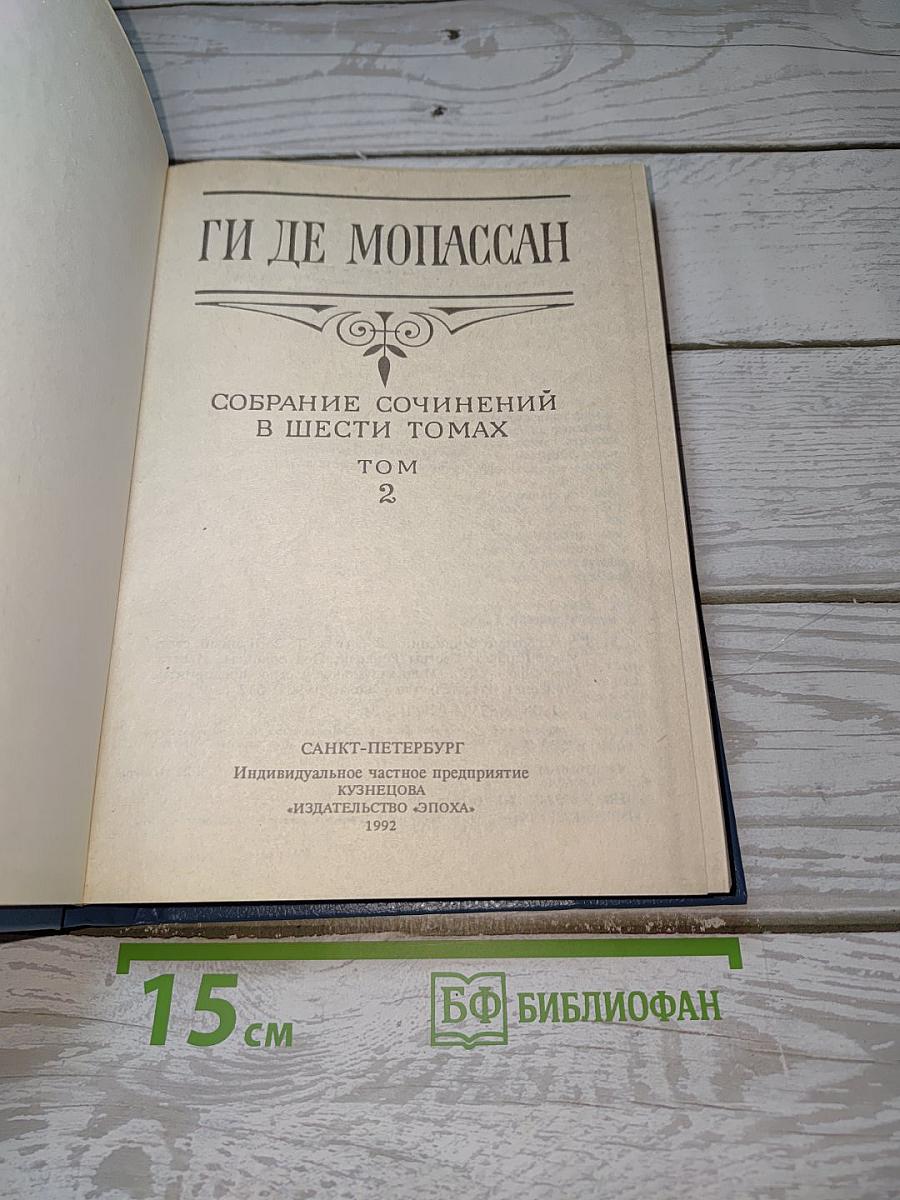 ГИ ДЕ МОПАССАН
СОБРАНИЕ СОЧИНЕНИЙ
В ШЕСТИ ТОМАХ
ТОМ
2
САНКТ-ПЕТЕРБУРГ
Индивидуальное частное предприятие
КУЗНЕЦОВА
«ИЗДАТЕЛЬСТВО «ЭПОХА»
1992
15 см
БФ БИБЛИОФАН